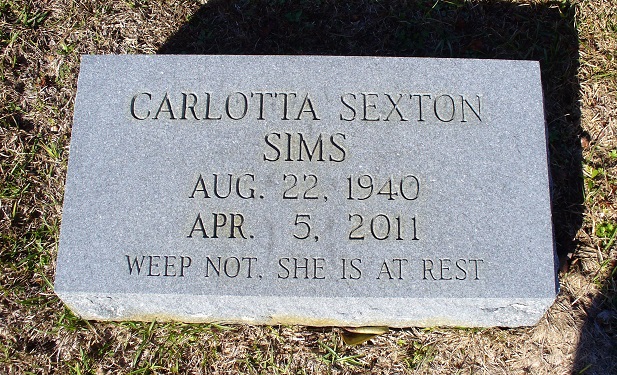 CARLOTTA SEXTON
SIMS
AUG. 22, 1940
APR. 5, 2011
WEEP NOT, SHE IS AT REST